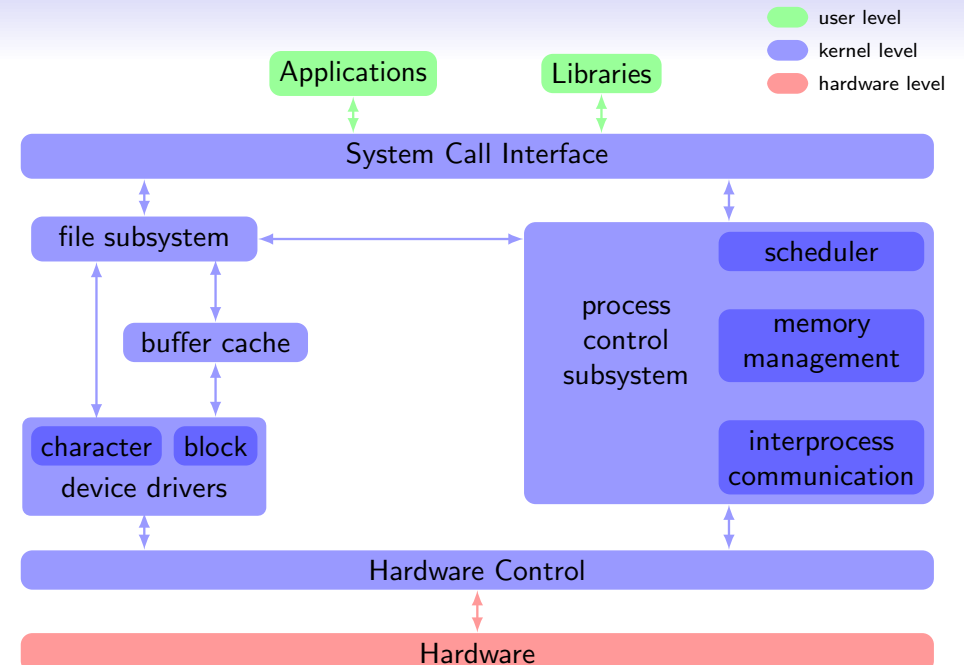 user level
kernel level
hardware level
Applications
Libraries
System Call Interface
file subsystem
scheduler
process
control
subsystem
memory
management
buffer cache
character
block
device drivers
interprocess
communication
Hardware Control
Hardware